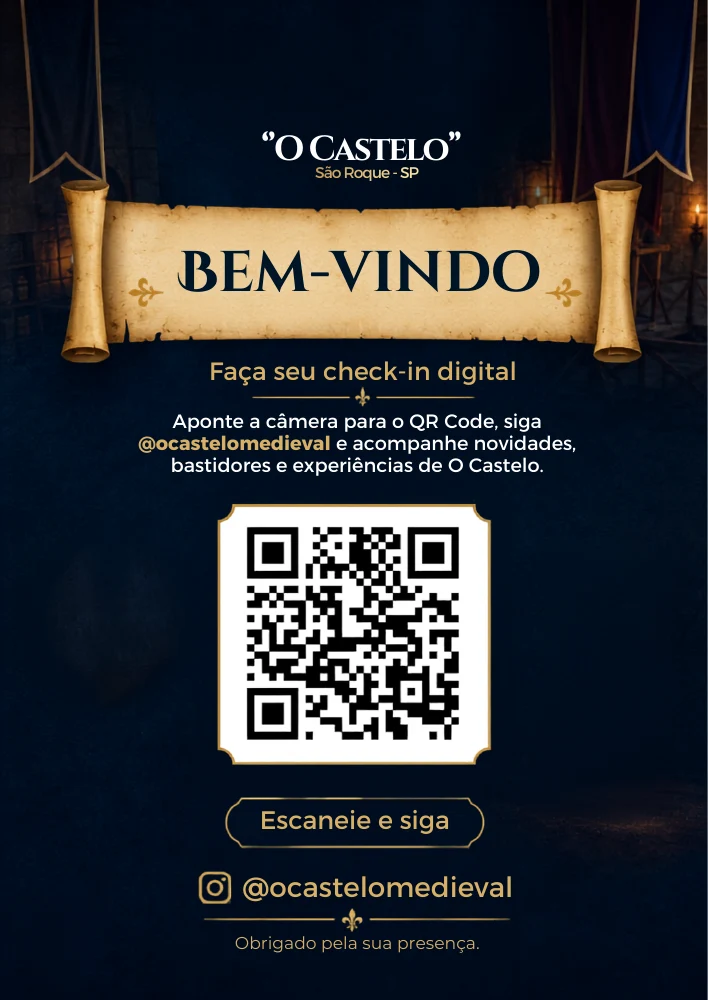 "O CASTELO"
São Roque - SP
BEM-VINDO
Faça seu check-in digital
Aponte a câmera para o QR Code, siga
@ocastelomedieval e acompanhe novidades,
bastidores e experiências de O Castelo.
Escaneie e siga
@ocastelomedieval
Obrigado pela sua presença.